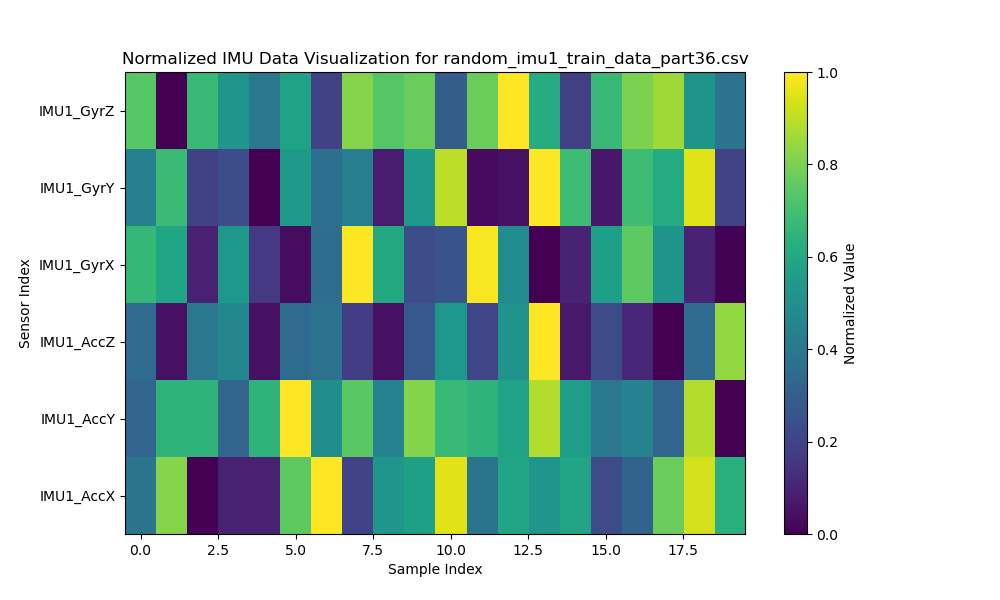 Normalized IMU Data Visualization for random_imu1_train_data_part36.csv
IMU1_GyrZ
IMU1_GyrY
IMU1_GyrX
IMU1_AccZ
IMU1_AccY
IMU1_AccX
Sensor Index
0.0 2.5 5.0 7.5 10.0 12.5 15.0 17.5
Sample Index
1.0
0.8
0.6
0.4
0.2
0.0
Normalized Value